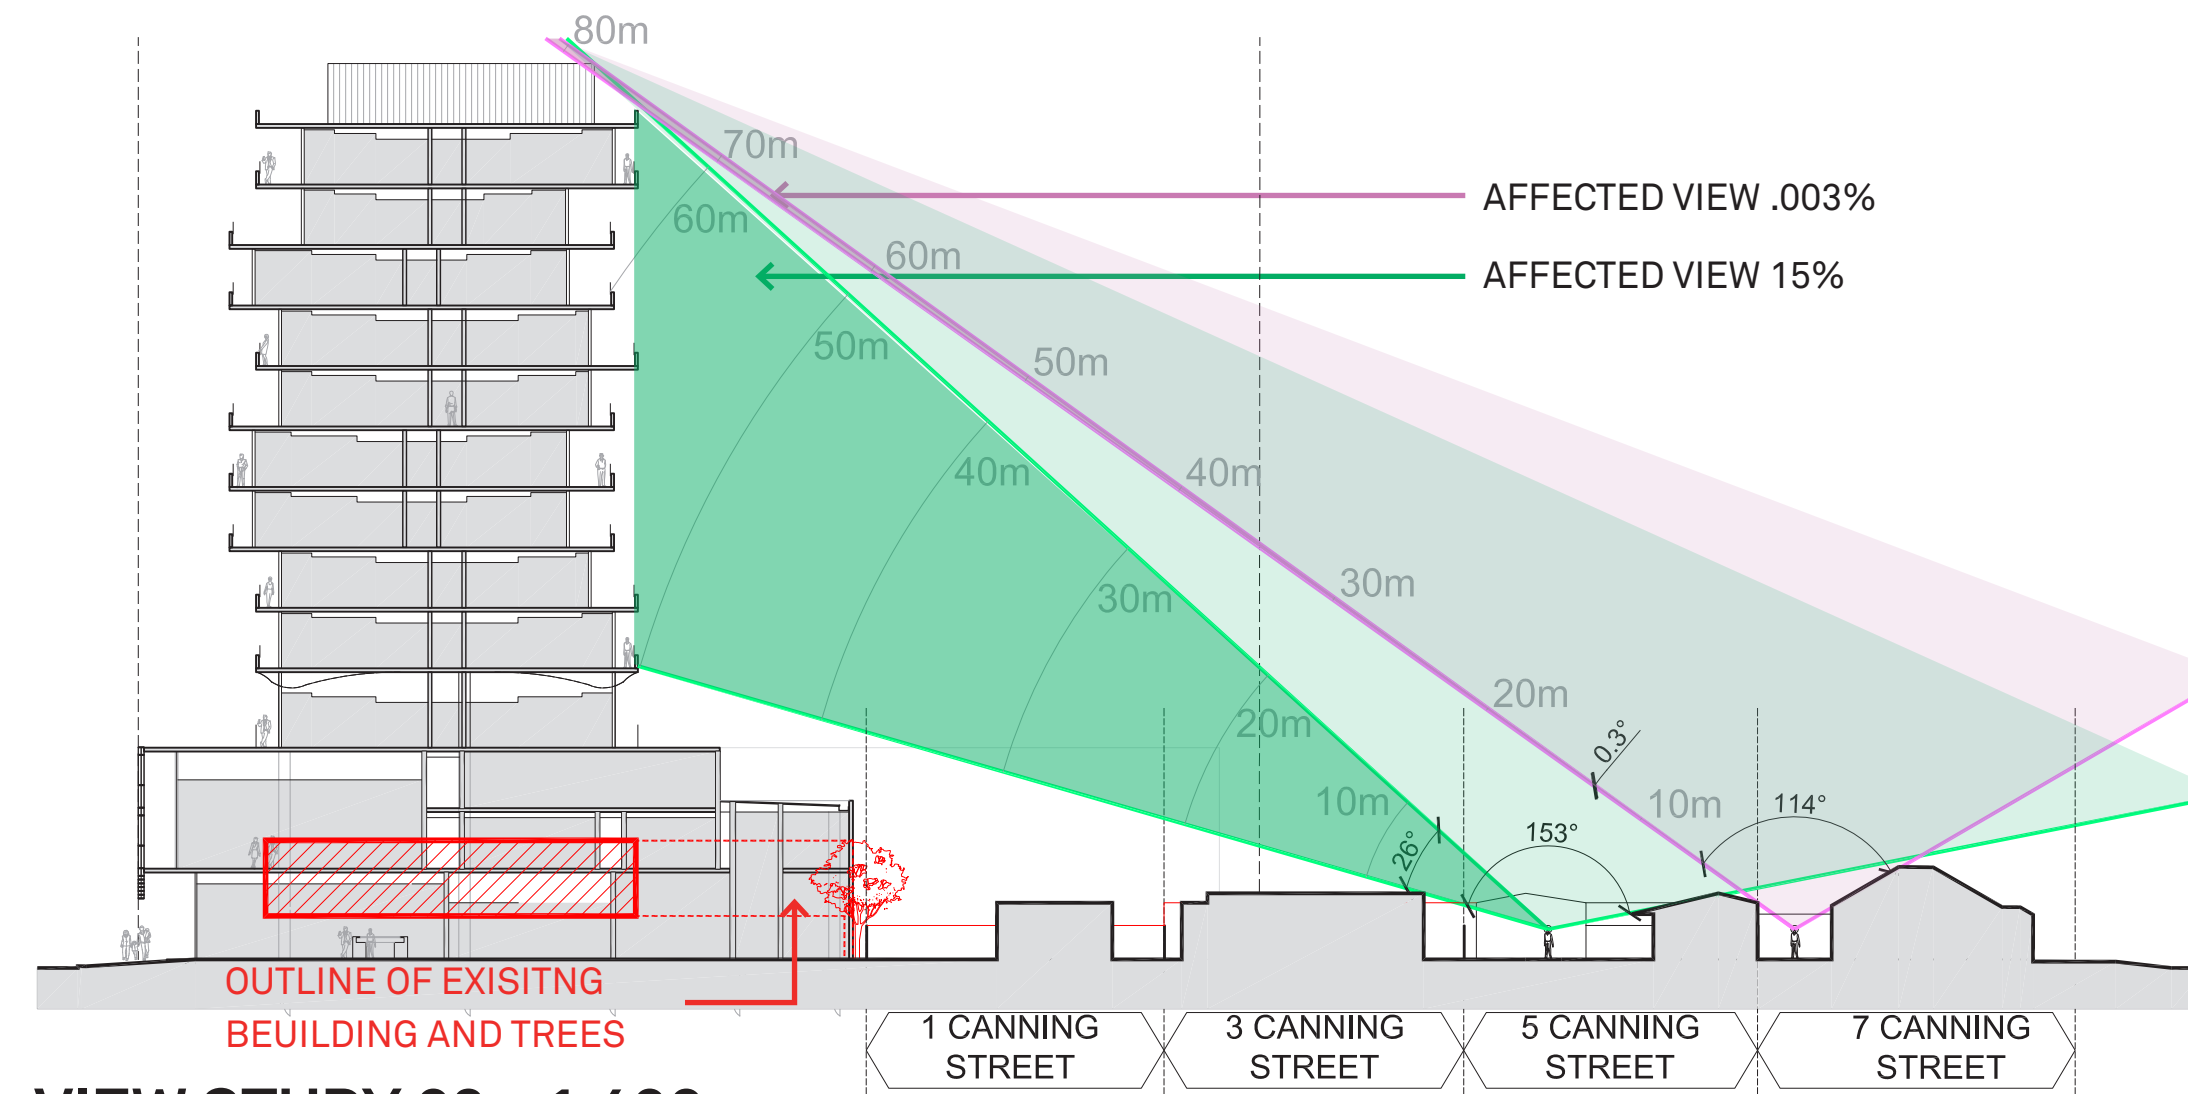 80m
70m
60m
60m
50m
50m
40m
40m
30m
30m
20m
20m
10m
10m
AFFECTED VIEW .003%
AFFECTED VIEW 15%
0.3°
114°
153°
26°
OUTLINE OF EXISITNG
BEUILDING AND TREES
1 CANNING
STREET
3 CANNING
STREET
5 CANNING
STREET
7 CANNING
STREET
VIEW STUDY